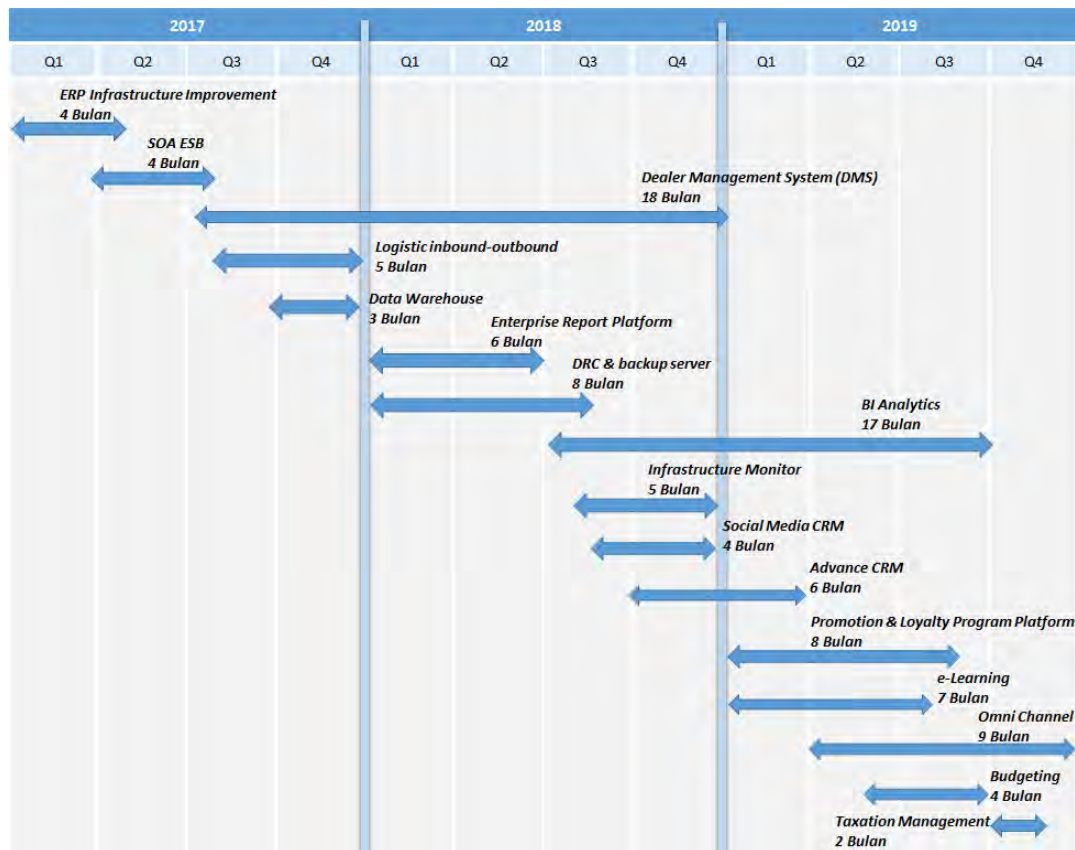 2017 2018 2019
Q1 Q2 Q3 Q4 Q1 Q2 Q3 Q4 Q1 Q2 Q3 Q4
ERP Infrastructure Improvement
4 Bulan
SOA ESB
4 Bulan
Dealer Management System (DMS)
18 Bulan
Logistic inbound-outbound
5 Bulan
Data Warehouse
3 Bulan
Enterprise Report Platform
6 Bulan
DRC & backup server
8 Bulan
BI Analytics
17 Bulan
Infrastructure Monitor
5 Bulan
Social Media CRM
4 Bulan
Advance CRM
6 Bulan
Promotion & Loyalty Program Platform
8 Bulan
e-Learning
7 Bulan
Omni Channel
9 Bulan
Budgeting
4 Bulan
Taxation Management
2 Bulan